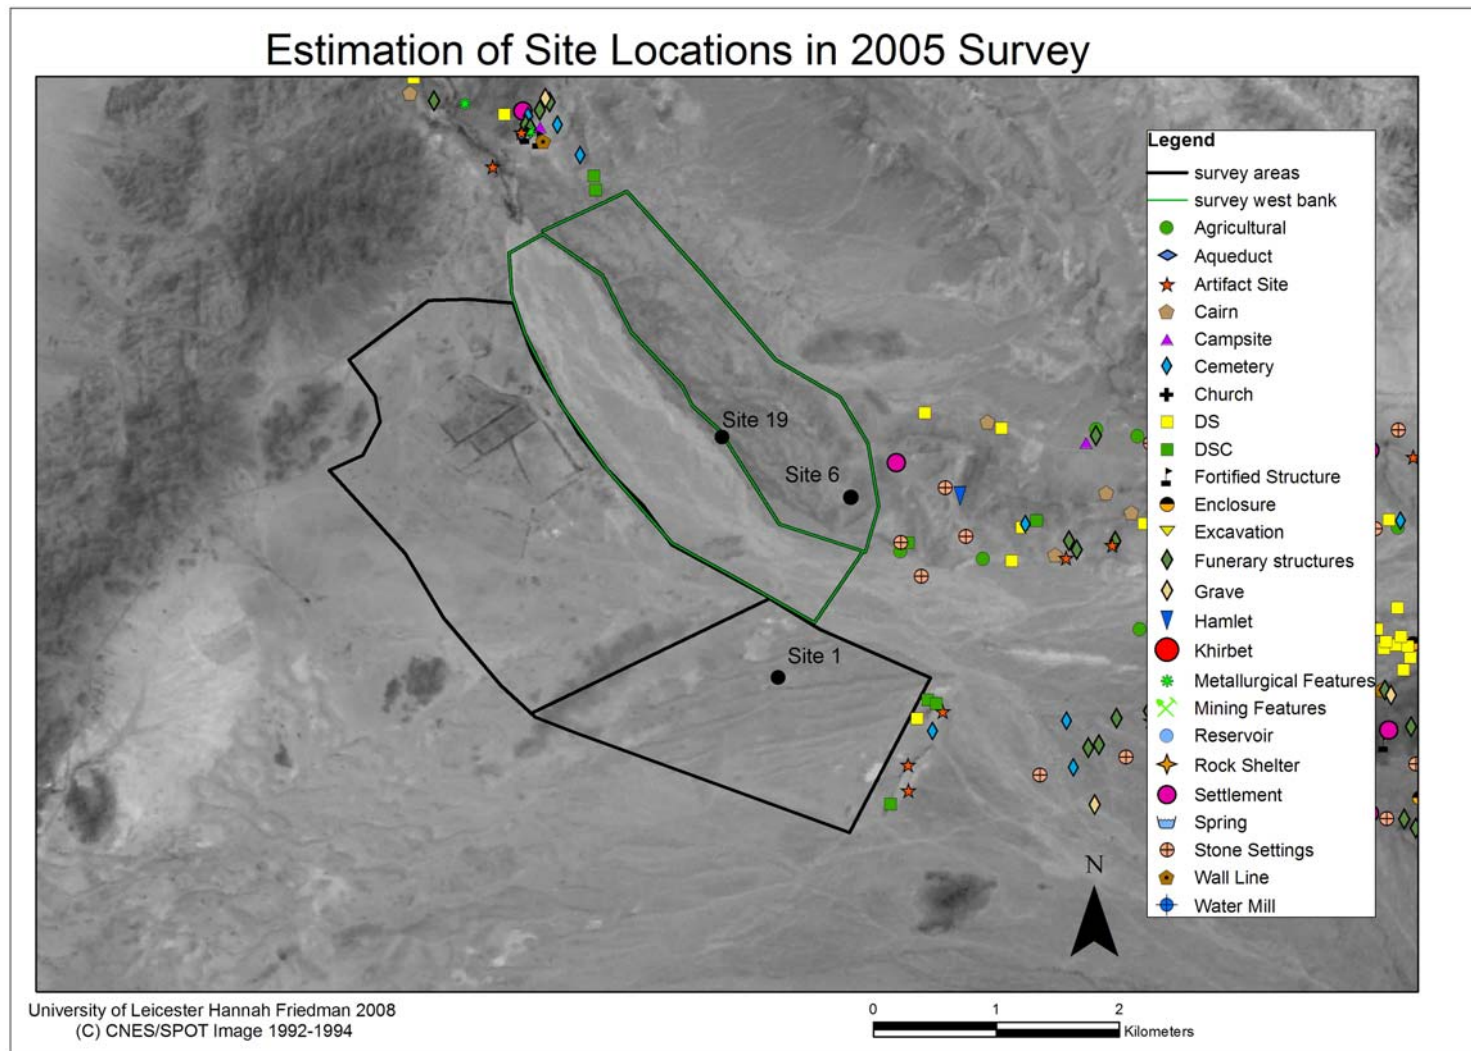 Estimation of Site Locations in 2005 Survey
Legend
survey areas
survey west bank
Agricultural
Aqueduct
Artifact Site
Cairn
Campsite
Cemetery
Church
DS
DSC
Fortified Structure
Enclosure
Excavation
Funerary structures
Grave
Hamlet
Khirbet
Metallurgical Features
Mining Features
Reservoir
Rock Shelter
Settlement
Spring
Stone Settings
Wall Line
Water Mill
Site 19
Site 6
Site 1
N
University of Leicester Hannah Friedman 2008
(C) CNES/SPOT Image 1992-1994
0 1 2
Kilometers